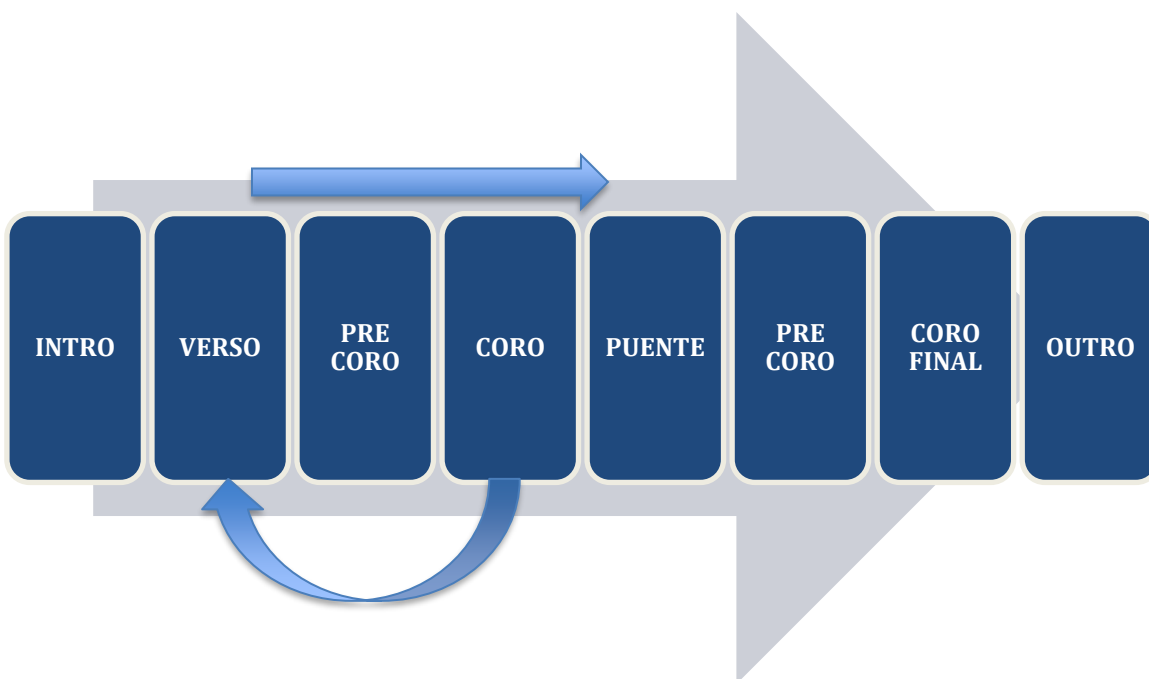 INTRO
VERSO
PRE
CORO
CORO
PUENTE
PRE
CORO
CORO
FINAL
OUTRO